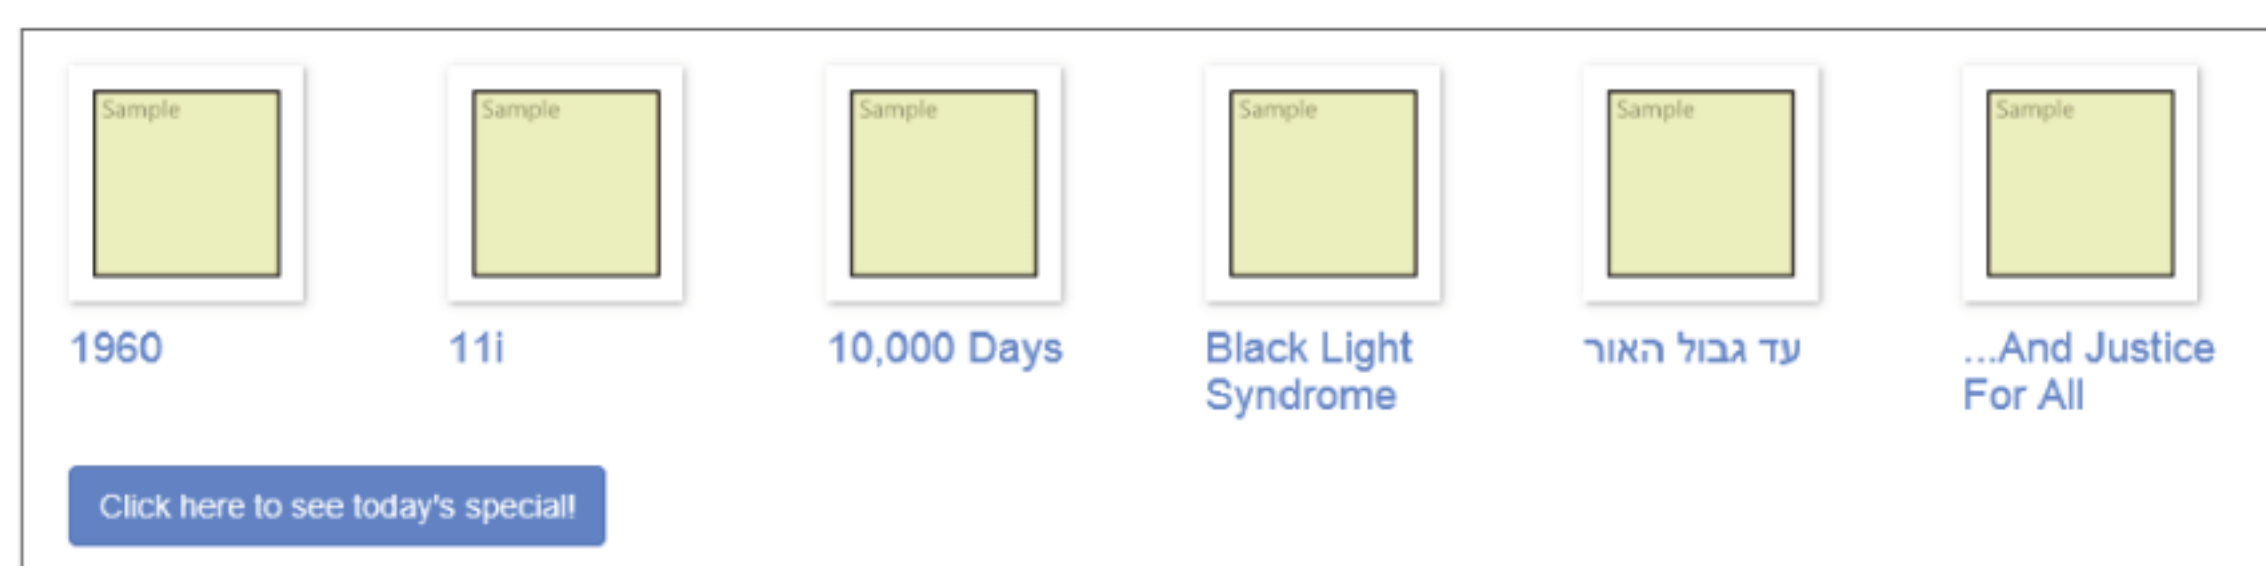 Sample
Sample
Sample
Sample
Sample
Sample
1960
11i
10,000 Days
Black Light
Syndrome
עד גבול האור
...And Justice
For All
Click here to see today's special!